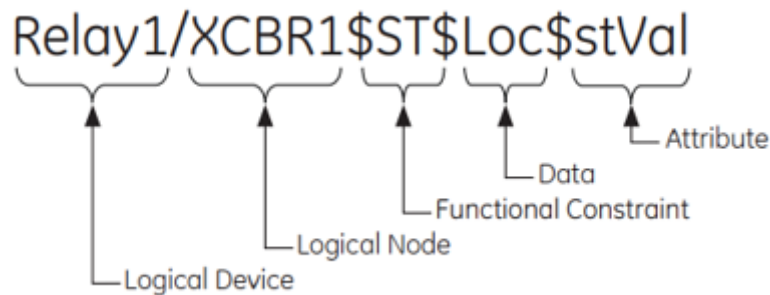 Relay1/XCBR1$ST$Loc$stVal
Attribute
Data
Functional Constraint
Logical Node
Logical Device